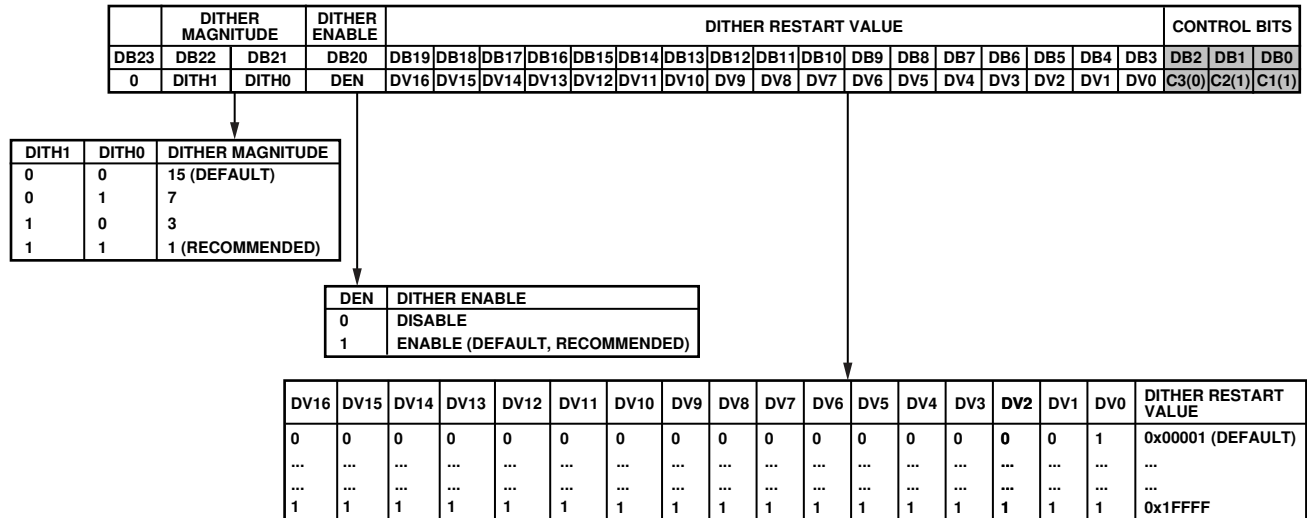 DITHER MAGNITUDE DITHER ENABLE DITHER RESTART VALUE CONTROL BITS
DB23 DB22 DB21 DB20 DB19 DB18 DB17 DB16 DB15 DB14 DB13 DB12 DB11 DB10 DB9 DB8 DB7 DB6 DB5 DB4 DB3 DB2 DB1 DB0
0 DITH1 DITH0 DEN DV16 DV15 DV14 DV13 DV12 DV11 DV10 DV9 DV8 DV7 DV6 DV5 DV4 DV3 DV2 DV1 DV0 C3(0) C2(1) C1(1)
DITH1 DITH0 DITHER MAGNITUDE
0 0 15 (DEFAULT)
0 1 7
1 0 3
1 1 1 (RECOMMENDED)
DEN DITHER ENABLE
0 DISABLE
1 ENABLE (DEFAULT, RECOMMENDED)
DV16 DV15 DV14 DV13 DV12 DV11 DV10 DV9 DV8 DV7 DV6 DV5 DV4 DV3 DV2 DV1 DV0 DITHER RESTART VALUE
0 0 0 0 0 0 0 0 0 0 0 0 0 0 0 0 1 0x00001 (DEFAULT)
... ... ... ... ... ... ... ... ... ... ... ... ... ... ... ... ... ...
... ... ... ... ... ... ... ... ... ... ... ... ... ... ... ... ... ...
1 1 1 1 1 1 1 1 1 1 1 1 1 1 1 1 1 0x1FFFF